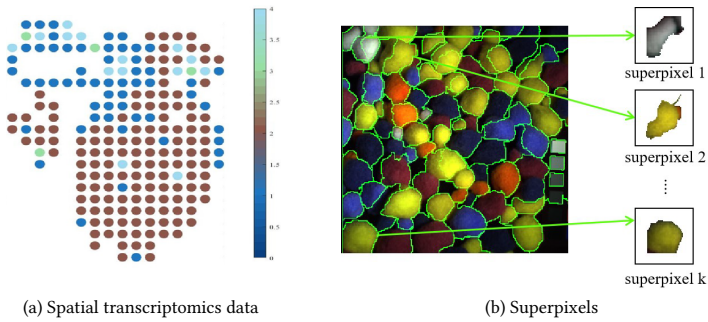 4
3.5
3
2.5
2
1.5
1
0.5
0
superpixel 1
superpixel 2
......
superpixel k
(a) Spatial transcriptomics data
(b) Superpixels